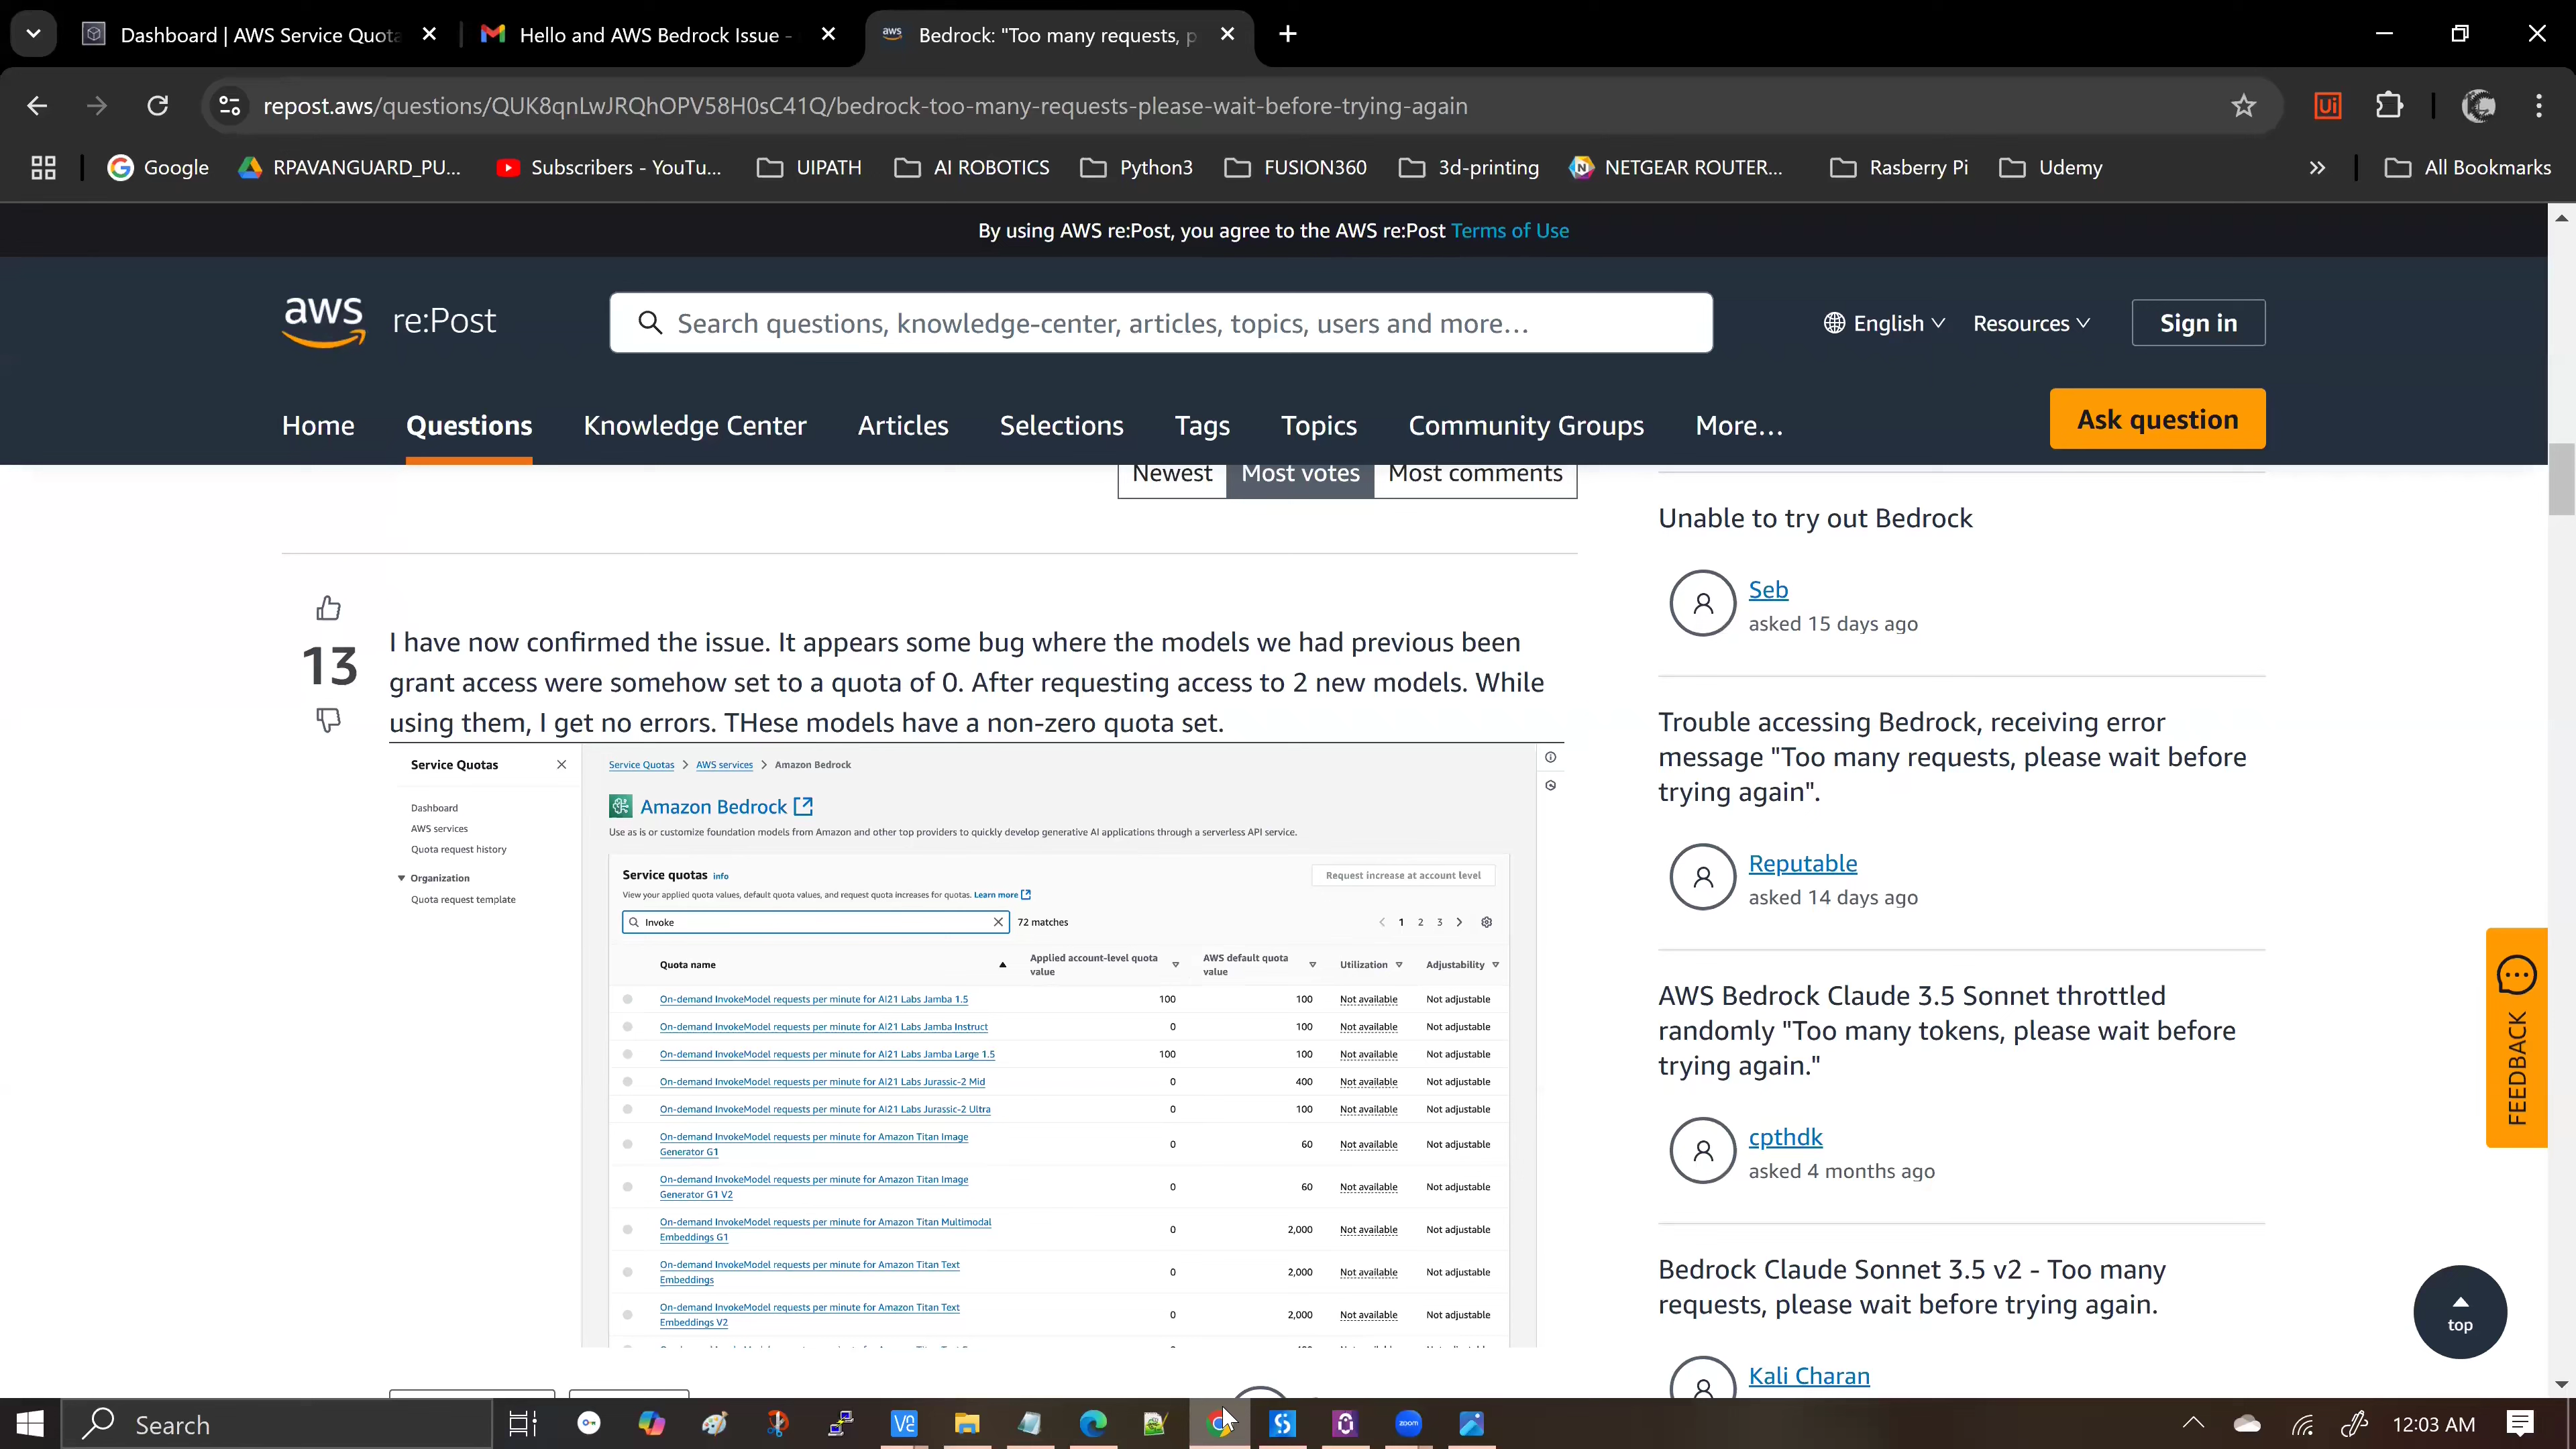 Dashboard | AWS Service Quota
Hello and AWS Bedrock Issue -
aws
Bedrock: "Too many requests, p
repost.aws/questions/QUK8qnLwJRQhOPV58H0sC41Q/bedrock-too-many-requests-please-wait-before-trying-again
Ui
Google
RPAVANGUARD_PU...
Subscribers - YouTu...
UIPATH
AI ROBOTICS
Python3
FUSION360
3d-printing
NETGEAR ROUTER...
Rasberry Pi
Udemy
All Bookmarks
By using AWS re:Post, you agree to the AWS re:Post Terms of Use
aws re:Post
Search questions, knowledge-center, articles, topics, users and more...
English
Resources
Sign in
Home
Questions
Knowledge Center
Articles
Selections
Tags
Topics
Community Groups
More...
Ask question
Newest
Most votes
Most comments
13
I have now confirmed the issue. It appears some bug where the models we had previous been
grant access were somehow set to a quota of 0. After requesting access to 2 new models. While
using them, I get no errors. THese models have a non-zero quota set.
Service Quotas
Dashboard
AWS services
Quota request history
Organization
Quota request template
Service Quotas > AWS services > Amazon Bedrock
Amazon Bedrock
Use as is or customize foundation models from Amazon and other top providers to quickly develop generative AI applications through a serverless API service.
Service quotas Info
Request increase at account level
View your applied quota values, default quota values, and request quota increases for quotas. Learn more
Invoke
72 matches
1 2 3
Quota name
Applied account-level quota
value
AWS default quota
value
Utilization
Adjustability
On-demand InvokeModel requests per minute for AI21 Labs Jamba 1.5 100 100 Not available Not adjustable
On-demand InvokeModel requests per minute for AI21 Labs Jamba Instruct 0 100 Not available Not adjustable
On-demand InvokeModel requests per minute for AI21 Labs Jamba Large 1.5 100 100 Not available Not adjustable
On-demand InvokeModel requests per minute for AI21 Labs Jurassic-2 Mid 0 400 Not available Not adjustable
On-demand InvokeModel requests per minute for AI21 Labs Jurassic-2 Ultra 0 100 Not available Not adjustable
On-demand InvokeModel requests per minute for Amazon Titan Image
Generator G1 0 60 Not available Not adjustable
On-demand InvokeModel requests per minute for Amazon Titan Image
Generator G1 V2 0 60 Not available Not adjustable
On-demand InvokeModel requests per minute for Amazon Titan Multimodal
Embeddings G1 0 2,000 Not available Not adjustable
On-demand InvokeModel requests per minute for Amazon Titan Text
Embeddings 0 2,000 Not available Not adjustable
On-demand InvokeModel requests per minute for Amazon Titan Text
Embeddings V2 0 2,000 Not available Not adjustable
Unable to try out Bedrock
Seb
asked 15 days ago
Trouble accessing Bedrock, receiving error
message "Too many requests, please wait before
trying again".
Reputable
asked 14 days ago
AWS Bedrock Claude 3.5 Sonnet throttled
randomly "Too many tokens, please wait before
trying again."
cpthdk
asked 4 months ago
Bedrock Claude Sonnet 3.5 v2 - Too many
requests, please wait before trying again.
Kali Charan
FEEDBACK
top
Search
zoom
12:03 AM